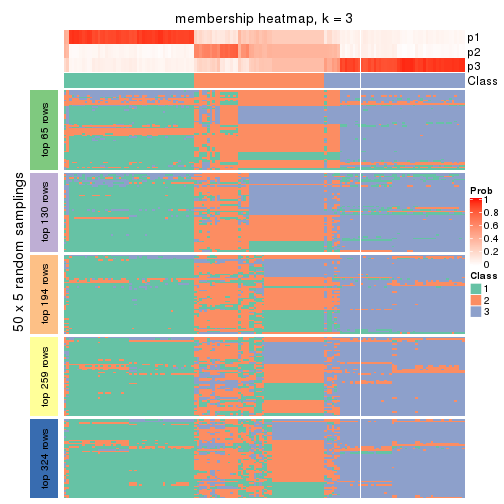 membership heatmap, k = 3
p1
p2
p3
Class
50 x 5 random samplings
top 65 rows
top 130 rows
top 194 rows
top 259 rows
top 324 rows
Prob
1
0.8
0.6
0.4
0.2
0
Class
1
2
3